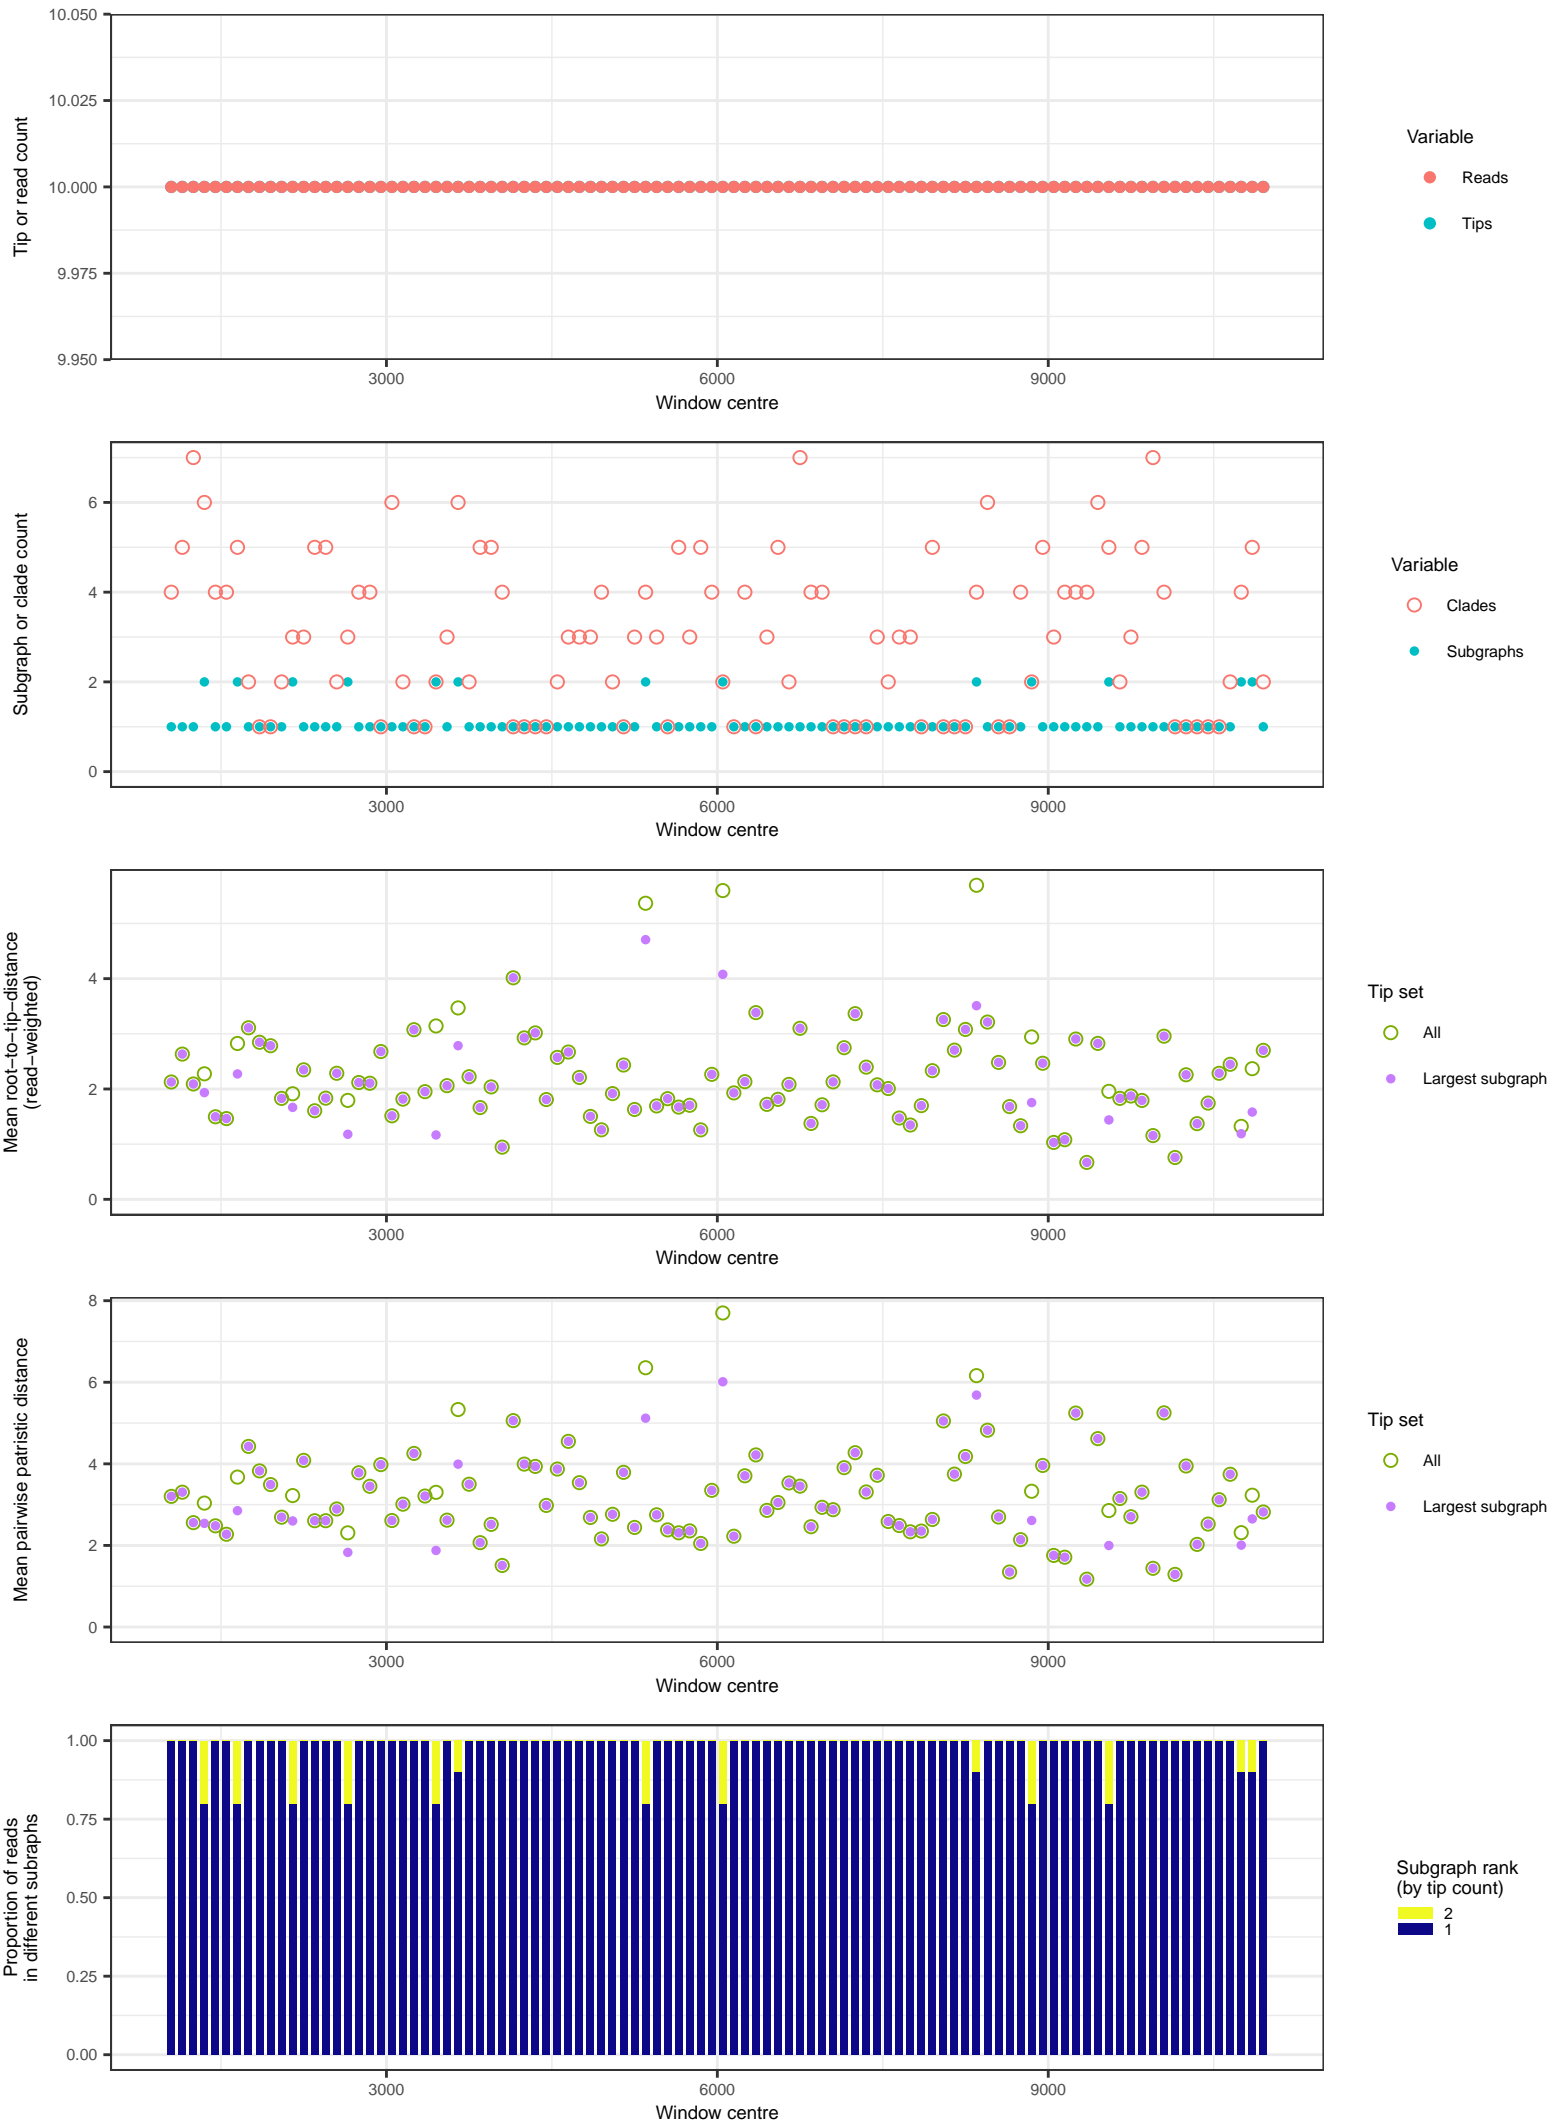 10.050
10.025
10.000
9.975
9.950
Tip or read count
3000 6000 9000
Window centre
Variable
Reads
Tips
6
4
2
0
Subgraph or clade count
3000 6000 9000
Window centre
Variable
Clades
Subgraphs
4
2
0
Mean root−to−tip−distance
(read−weighted)
3000 6000 9000
Window centre
Tip set
All
Largest subgraph
8
6
4
2
0
Mean pairwise patristic distance
3000 6000 9000
Window centre
Tip set
All
Largest subgraph
1.00
0.75
0.50
0.25
0.00
Proportion of reads
in different subraphs
3000 6000 9000
Window centre
Subgraph rank
(by tip count)
2
1